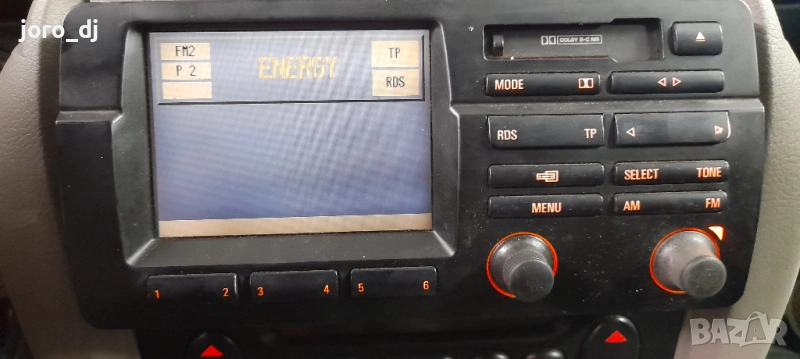 joro_dj
FM2
P 2
ENERGY
TP
RDS
DOLBY B-C NR
MODE
RDS TP
SELECT TONE
MENU
AM FM
1 2
3 4
5 6
BAZAR